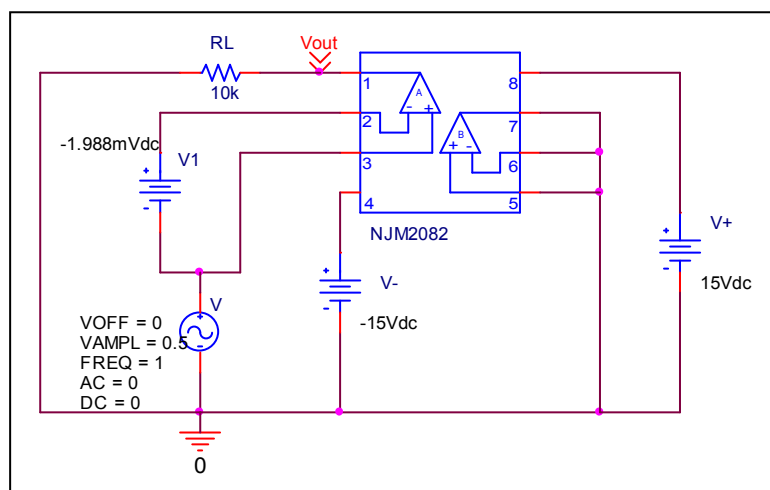 RL
Vout
10k
1
A
- +
8
2
B
+ -
7
-1.988mVdc
V1
+
-
3
6
4
5
NJM2082
V+
+
-
15Vdc
V-
+
-
-15Vdc
V
+
-
VOFF = 0
VAMPL = 0.5
FREQ = 1
AC = 0
DC = 0
0